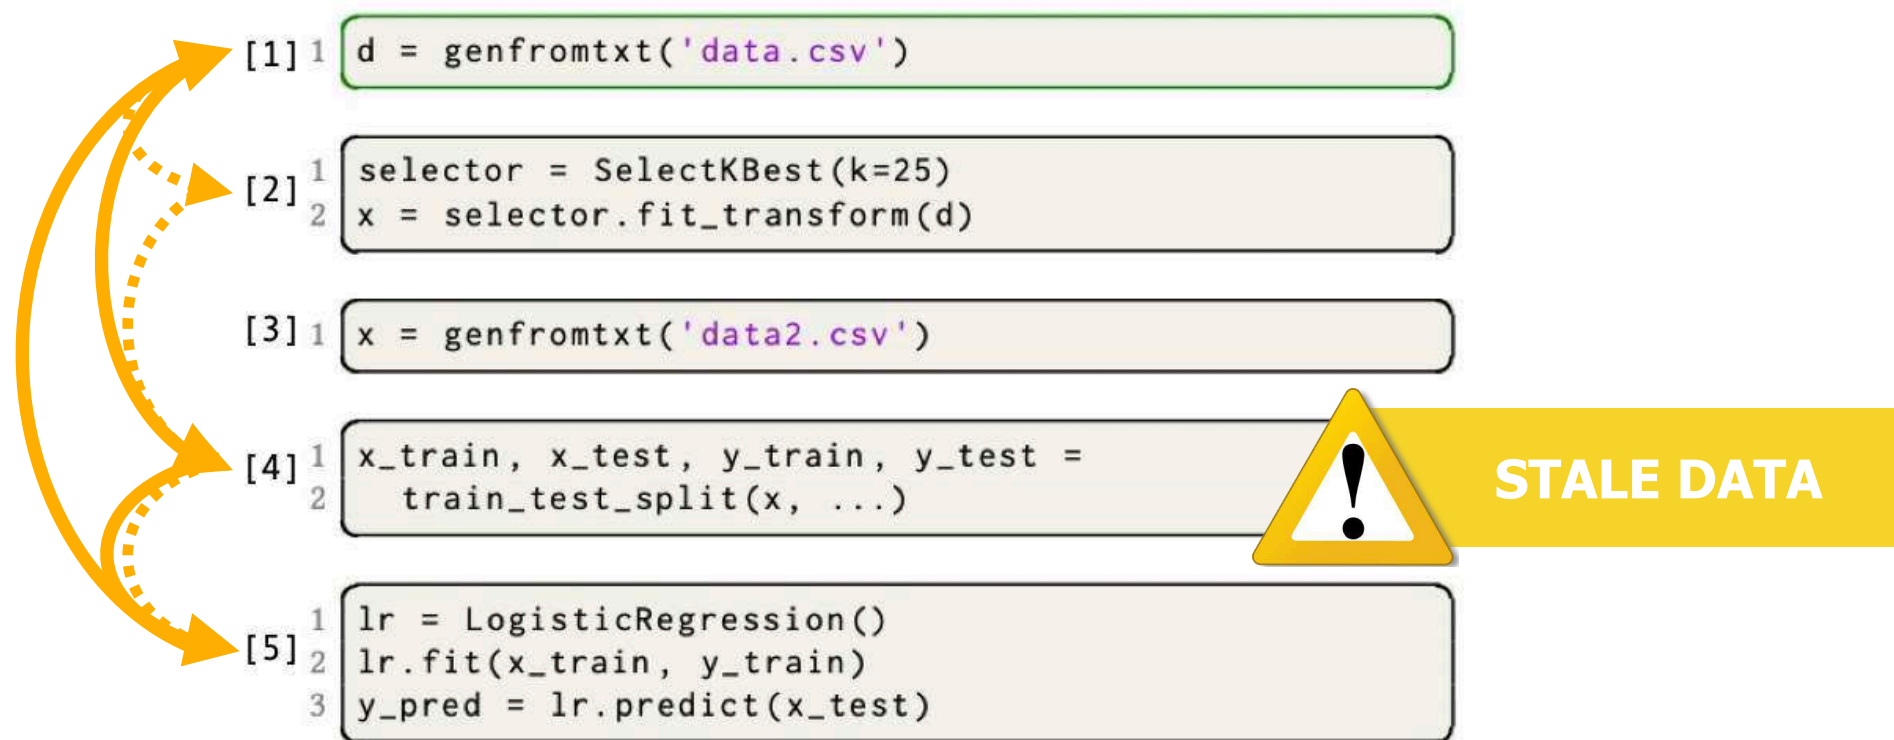 [1] 1 d = genfromtxt('data.csv')
[2] 1 selector = SelectKBest(k=25)
2 x = selector.fit_transform(d)
[3] 1 x = genfromtxt('data2.csv')
[4] 1 x_train, x_test, y_train, y_test =
2 train_test_split(x, ...)
STALE DATA
[5] 1 lr = LogisticRegression()
2 lr.fit(x_train, y_train)
3 y_pred = lr.predict(x_test)